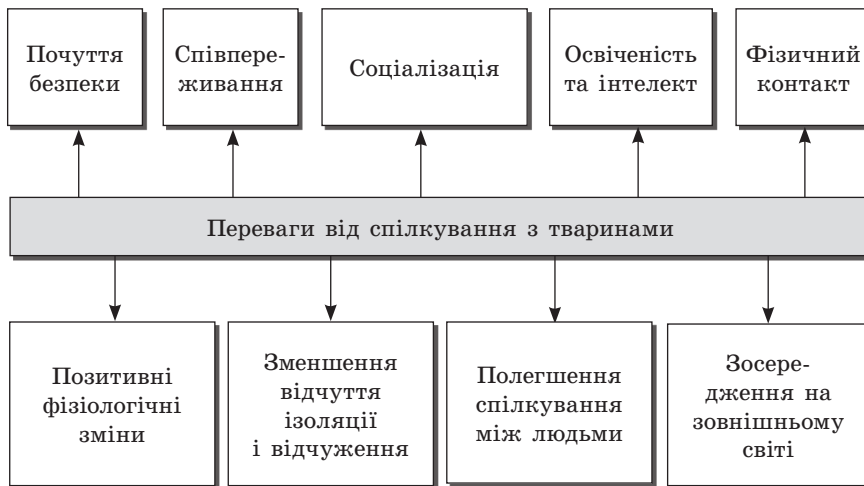 Почуття
безпеки
Співпере-
живання
Соціалізація
Освіченість
та інтелект
Фізичний
контакт
Переваги від спілкування з тваринами
Позитивні
фізіологічні
зміни
Зменшення
відчуття
ізоляції
і відчуження
Полегшення
спілкування
між людьми
Зосере-
дження на
зовнішньому
світі